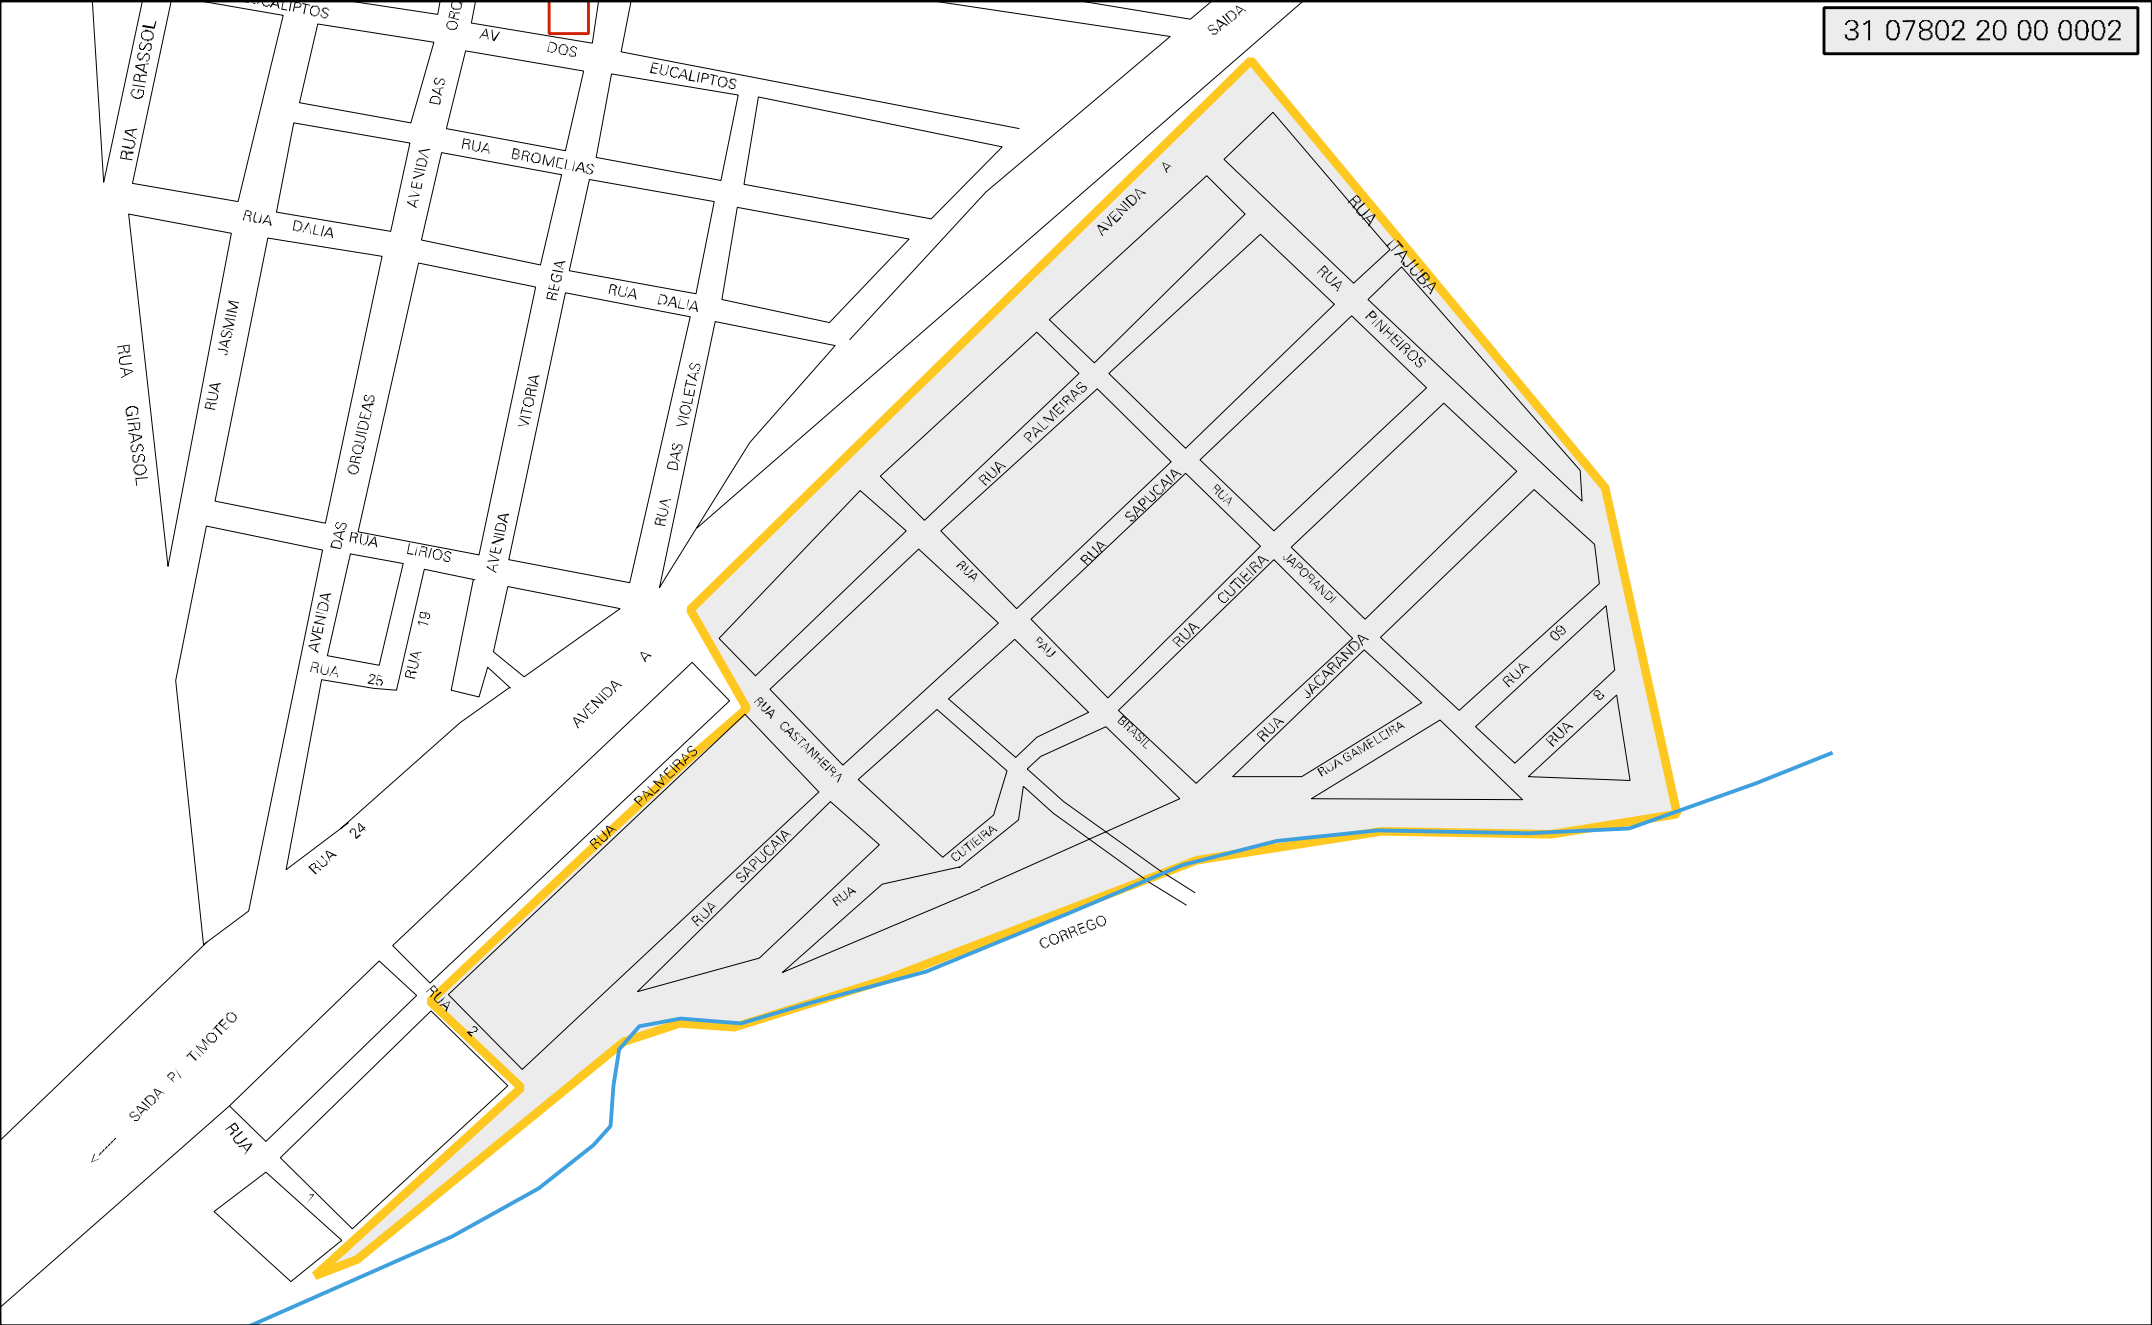 31 07802 20 00 0002
EUCALIPTOS
AV DOS EUCALIPTOS
SAIDA
RUA GIRASSOL
RUA BROMELIAS
RUA DALIA
RUA DALIA
RUA GIRASSOL
RUA JASMIM
AVENIDA DAS ORQUIDEAS
AVENIDA DAS
AVENIDA VITORIA REGIA
RUA DAS VIOLETAS
RUA LIRIOS
RUA 19
RUA 25
RUA 24
AVENIDA A
AVENIDA A
RUA ITAJUBA
RUA PINHEIROS
RUA PALMEIRAS
RUA SAPUCAIA
RUA JAPORANDI
RUA CUTIEIRA
RUA PAU BRASIL
RUA JACARANDA
RUA GAMELEIRA
RUA 09
RUA 8
RUA CASTANHEIRA
RUA PALMEIRAS
RUA SAPUCAIA
RUA CUTIEIRA
CORREGO
RUA 2
RUA 1
<----- SAIDA P/ TIMOTEO